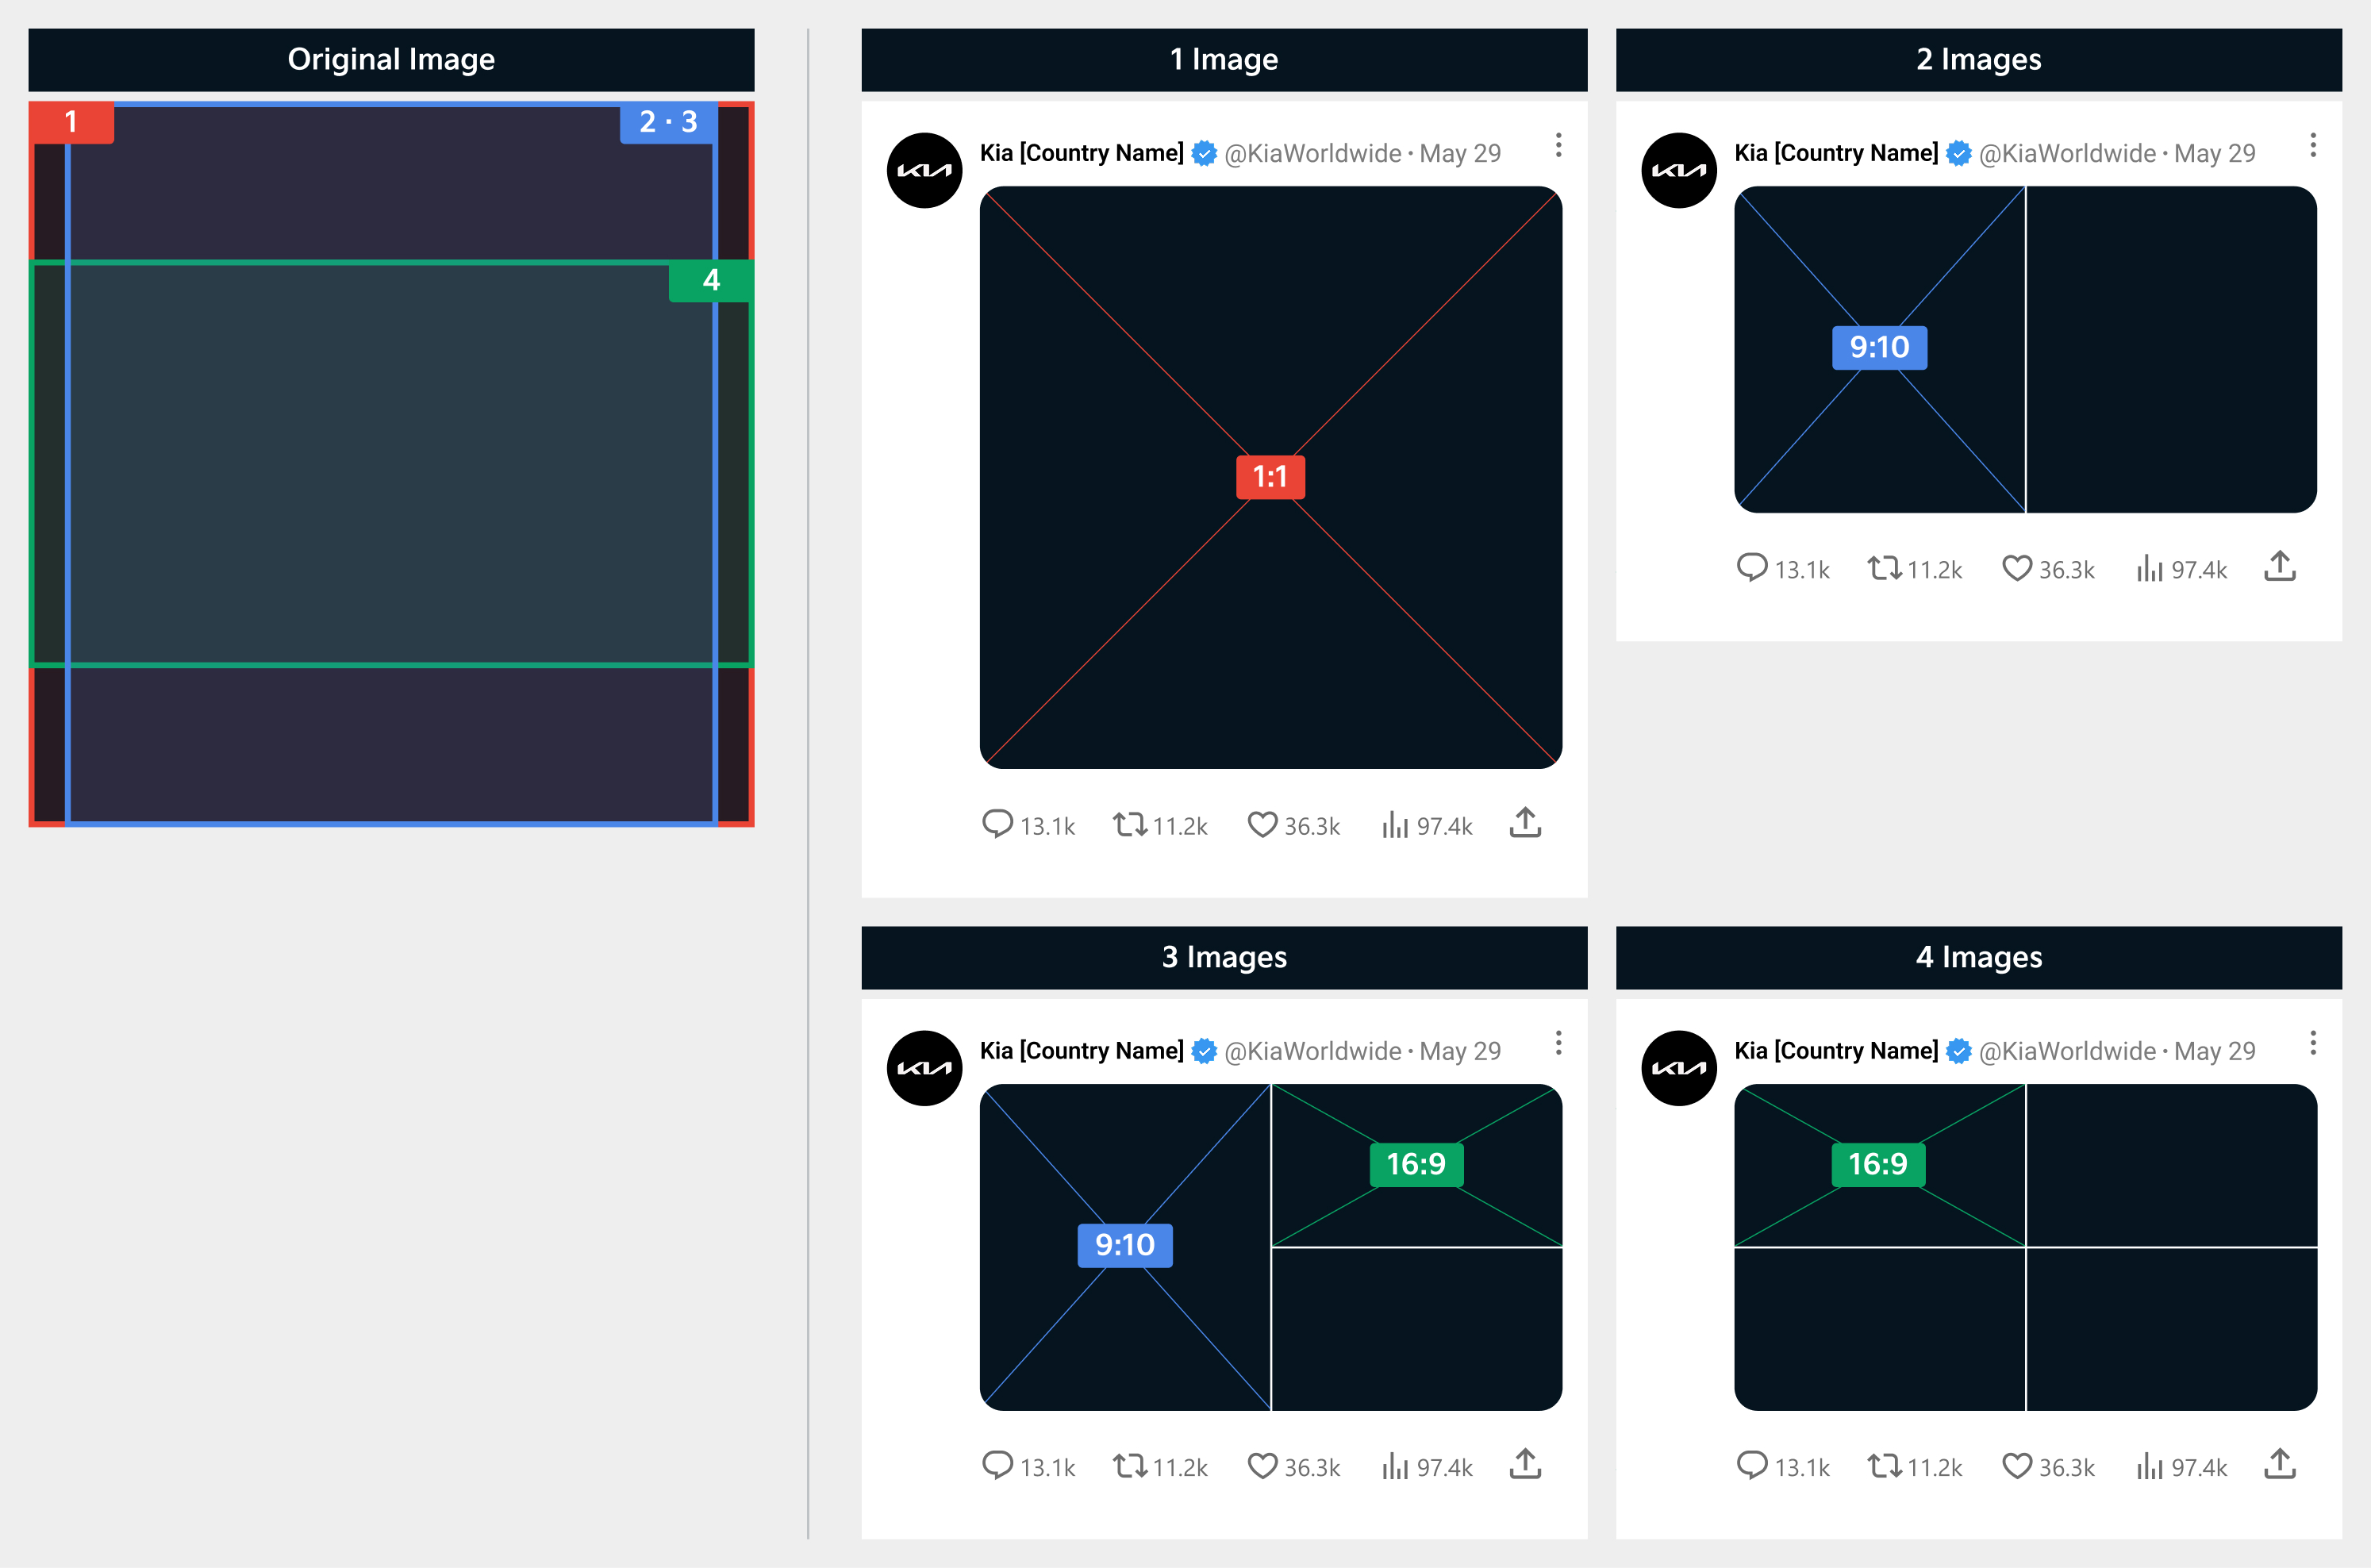 Original Image
1
2 · 3
4
1 Image
KIA
Kia [Country Name] @KiaWorldwide · May 29
1:1
13.1k 11.2k 36.3k 97.4k
2 Images
KIA
Kia [Country Name] @KiaWorldwide · May 29
9:10
13.1k 11.2k 36.3k 97.4k
3 Images
KIA
Kia [Country Name] @KiaWorldwide · May 29
16:9
9:10
13.1k 11.2k 36.3k 97.4k
4 Images
KIA
Kia [Country Name] @KiaWorldwide · May 29
16:9
13.1k 11.2k 36.3k 97.4k